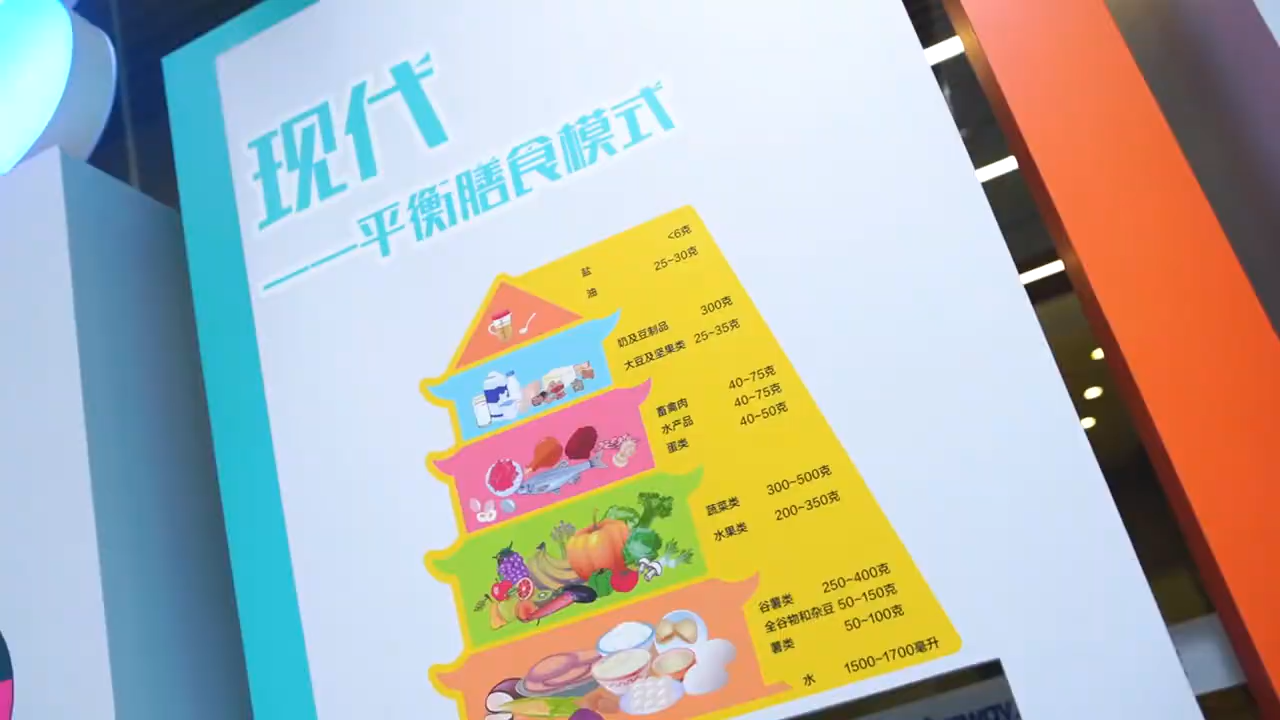 现代
——平衡膳食模式
盐 <6克
油 25~30克
奶及豆制品 300克
大豆及坚果类 25~35克
畜禽肉 40~75克
水产品 40~75克
蛋类 40~50克
蔬菜类 300~500克
水果类 200~350克
谷薯类 250~400克
全谷物和杂豆 50~150克
薯类 50~100克
水 1500~1700毫升